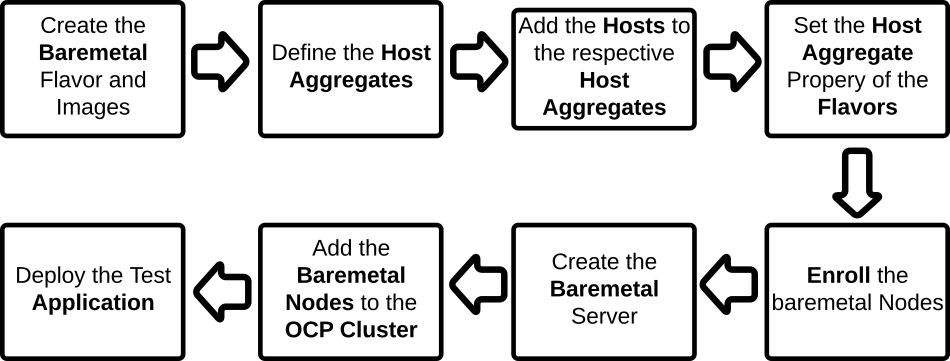 Create the
Baremetal
Flavor and
Images
Define the Host
Aggregates
Add the Hosts to
the respective
Host
Aggregates
Set the Host
Aggregate
Propery of the
Flavors
Enroll the
baremetal Nodes
Create the
Baremetal
Server
Add the
Baremetal
Nodes to the
OCP Cluster
Deploy the Test
Application